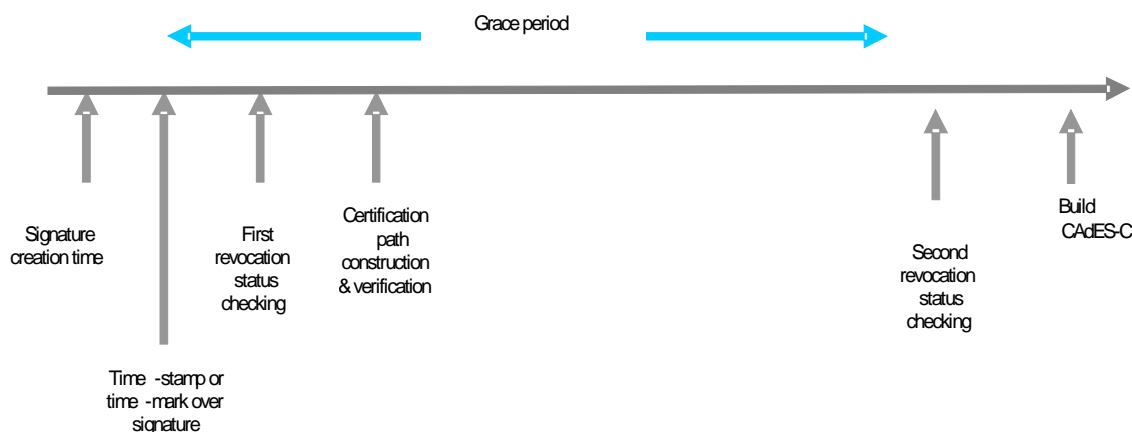 Grace period
Signature
creation time
First
revocation
status
checking
Certification
path
construction
& verification
Second
revocation
status
checking
Build
CAdES-C
Time -stamp or
time -mark over
signature